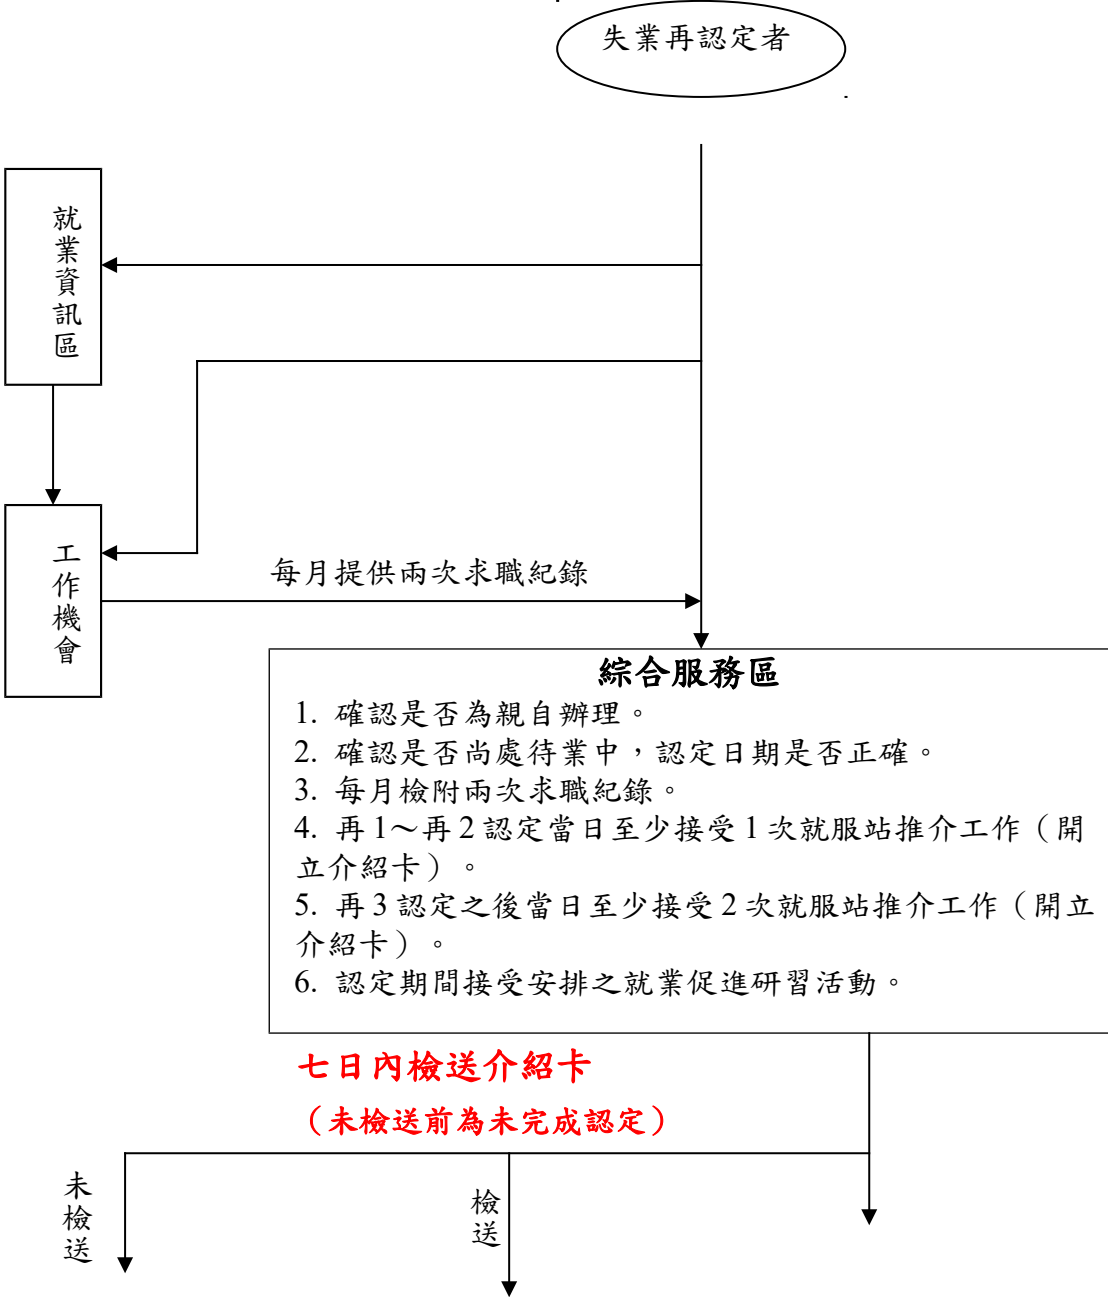 失業再認定者
就業資訊區
工作機會
每月提供兩次求職紀錄
綜合服務區
1. 確認是否為親自辦理。
2. 確認是否尚處待業中，認定日期是否正確。
3. 每月檢附兩次求職紀錄。
4. 再1～再2認定當日至少接受1次就服站推介工作（開
立介紹卡）。
5. 再3認定之後當日至少接受2次就服站推介工作（開立
介紹卡）。
6. 認定期間接受安排之就業促進研習活動。
七日內檢送介紹卡
（未檢送前為未完成認定）
未檢送
檢送